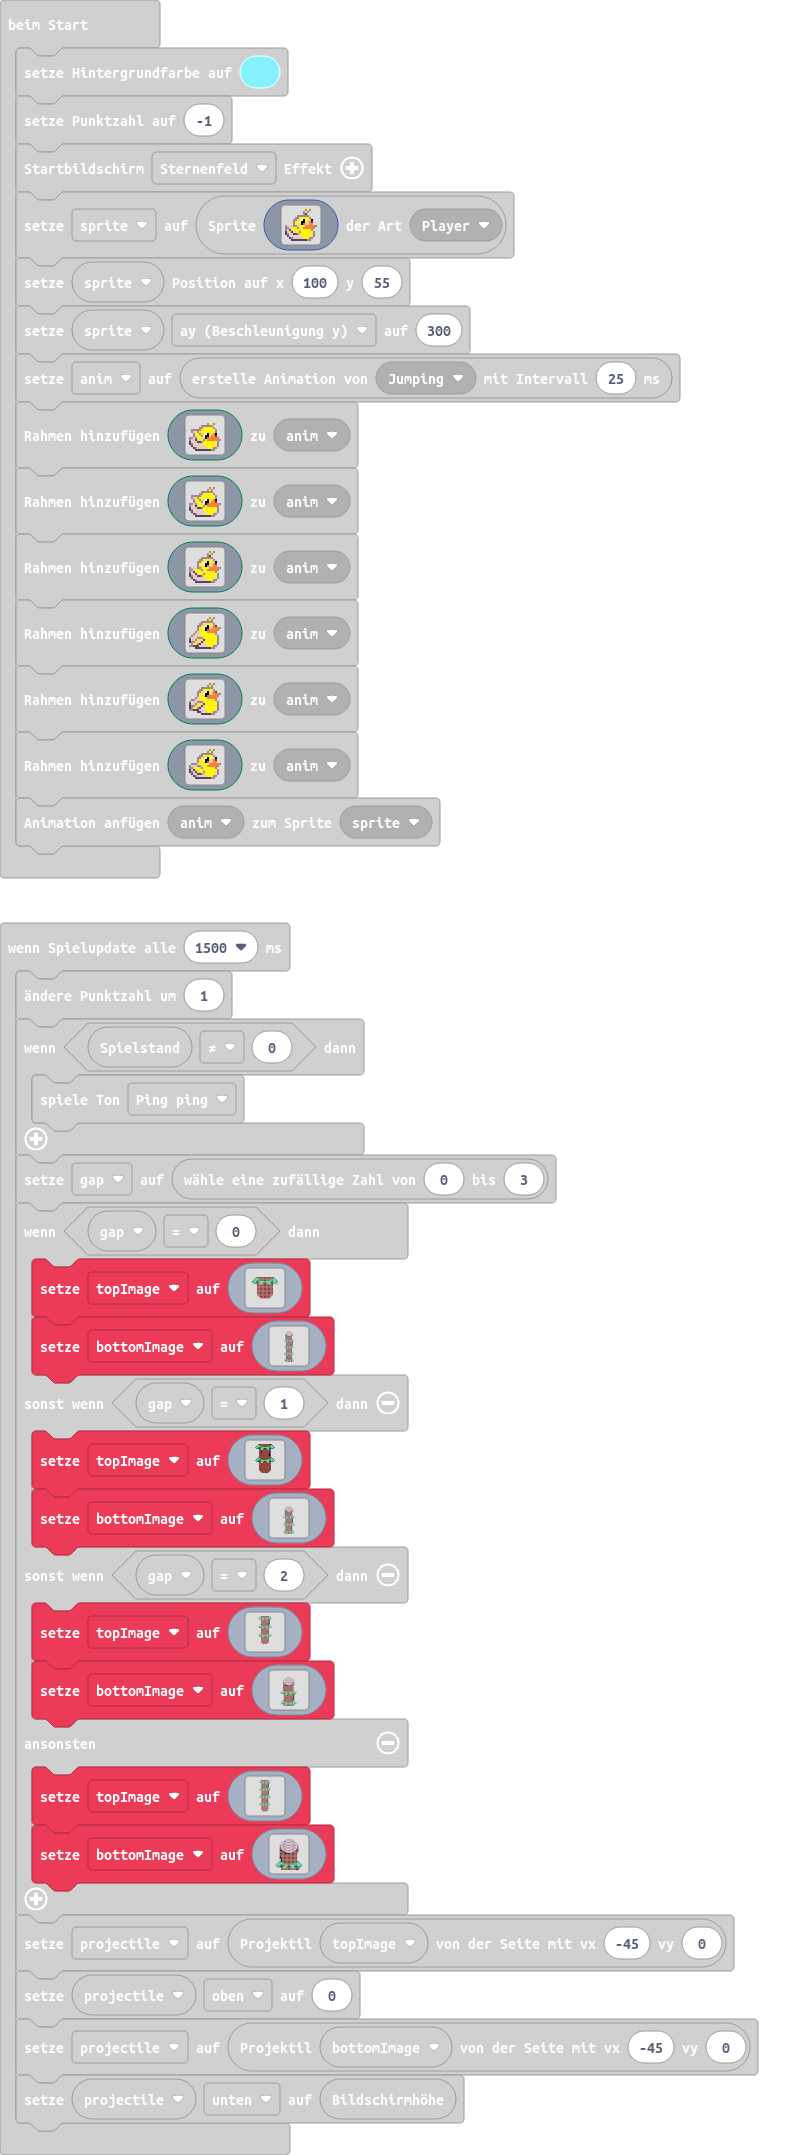 beim Start
setze Hintergrundfarbe auf
setze Punktzahl auf -1
Startbildschirm Sternenfeld Effekt
setze sprite auf Sprite der Art Player
setze sprite Position auf x 100 y 55
setze sprite ay (Beschleunigung y) auf 300
setze anim auf erstelle Animation von Jumping mit Intervall 25 ms
Rahmen hinzufügen zu anim
Rahmen hinzufügen zu anim
Rahmen hinzufügen zu anim
Rahmen hinzufügen zu anim
Rahmen hinzufügen zu anim
Rahmen hinzufügen zu anim
Animation anfügen anim zum Sprite sprite
wenn Spielupdate alle 1500 ms
ändere Punktzahl um 1
wenn Spielstand ≠ 0 dann
spiele Ton Ping ping
setze gap auf wähle eine zufällige Zahl von 0 bis 3
wenn gap = 0 dann
setze topImage auf
setze bottomImage auf
sonst wenn gap = 1 dann
setze topImage auf
setze bottomImage auf
sonst wenn gap = 2 dann
setze topImage auf
setze bottomImage auf
ansonsten
setze topImage auf
setze bottomImage auf
setze projectile auf Projektil topImage von der Seite mit vx -45 vy 0
setze projectile oben auf 0
setze projectile auf Projektil bottomImage von der Seite mit vx -45 vy 0
setze projectile unten auf Bildschirmhöhe